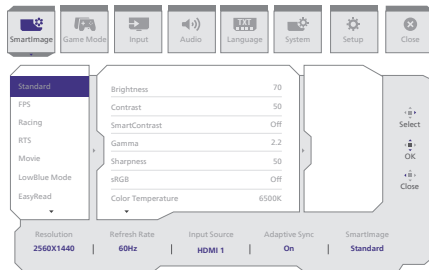 SmartImage
Game Mode
Input
Audio
TXT
Language
System
Setup
Close
Standard
FPS
Racing
RTS
Movie
LowBlue Mode
EasyRead
Brightness 70
Contrast 50
SmartContrast Off
Gamma 2.2
Sharpness 50
sRGB Off
Color Temperature 6500K
Select
OK
Close
Resolution Refresh Rate Input Source Adaptive Sync SmartImage
2560X1440 | 60Hz | HDMI 1 | On | Standard